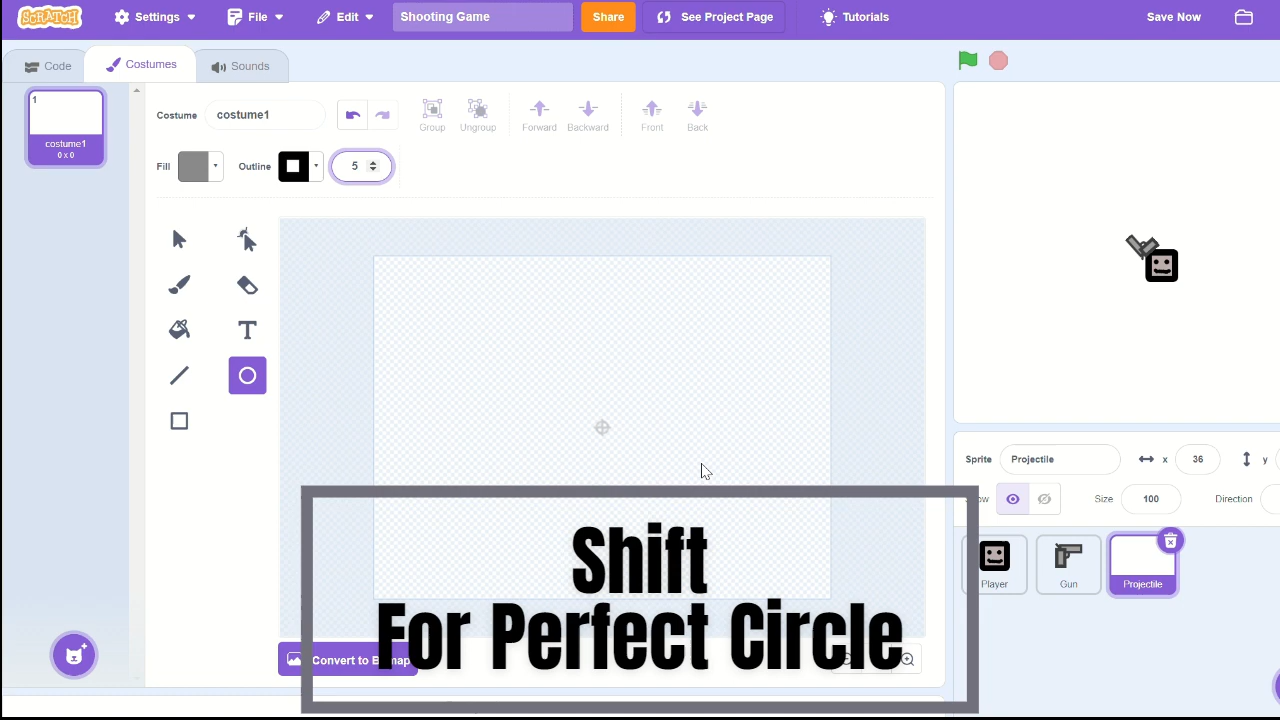 SCRATCH Settings File Edit Shooting Game Share See Project Page Tutorials Save Now
Code Costumes Sounds
1
costume1
0 x 0
Costume costume1 Group Ungroup Forward Backward Front Back
Fill Outline 5
Sprite Projectile x 36 y
Size 100 Direction
Player Gun Projectile
Shift
For Perfect Circle
Convert to